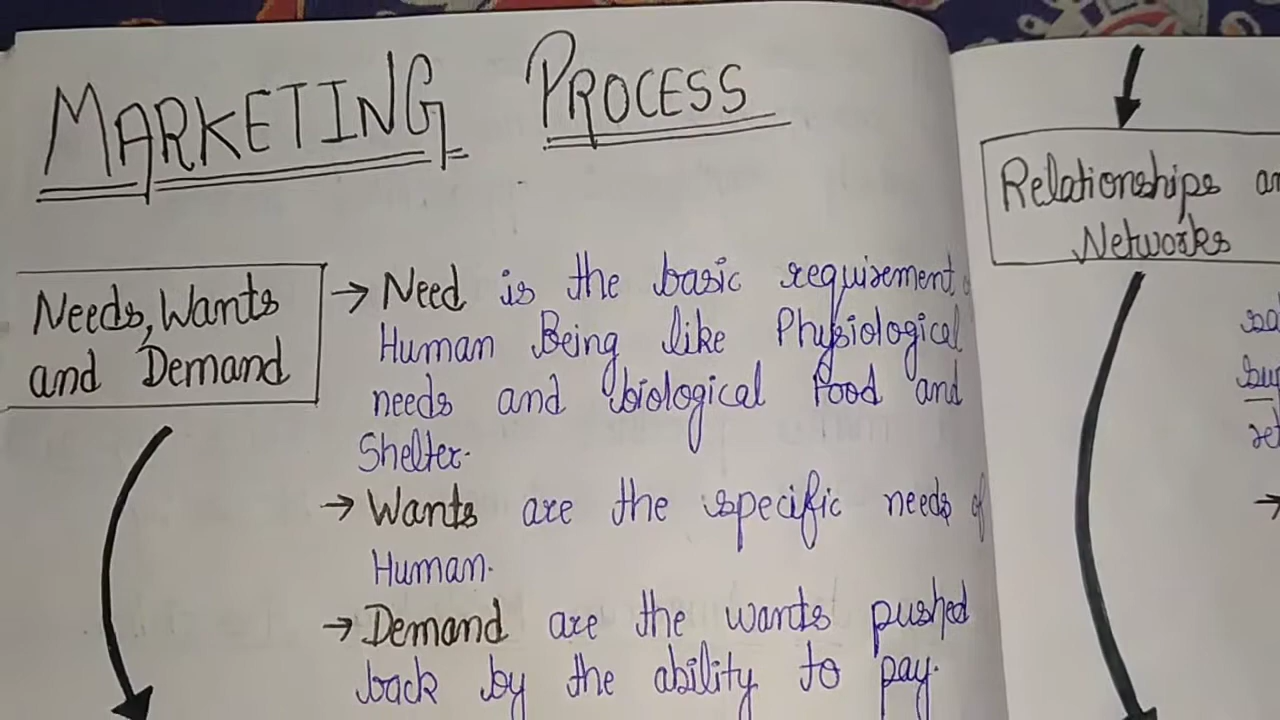 MARKETING PROCESS
Needs, Wants
and Demand
→ Need is the basic requirement
Human Being like Physiological
needs and biological Food and
Shelter.
→ Wants are the specific needs of
Human.
→ Demand are the wants pushed
back by the ability to pay.
Relationships
Networks